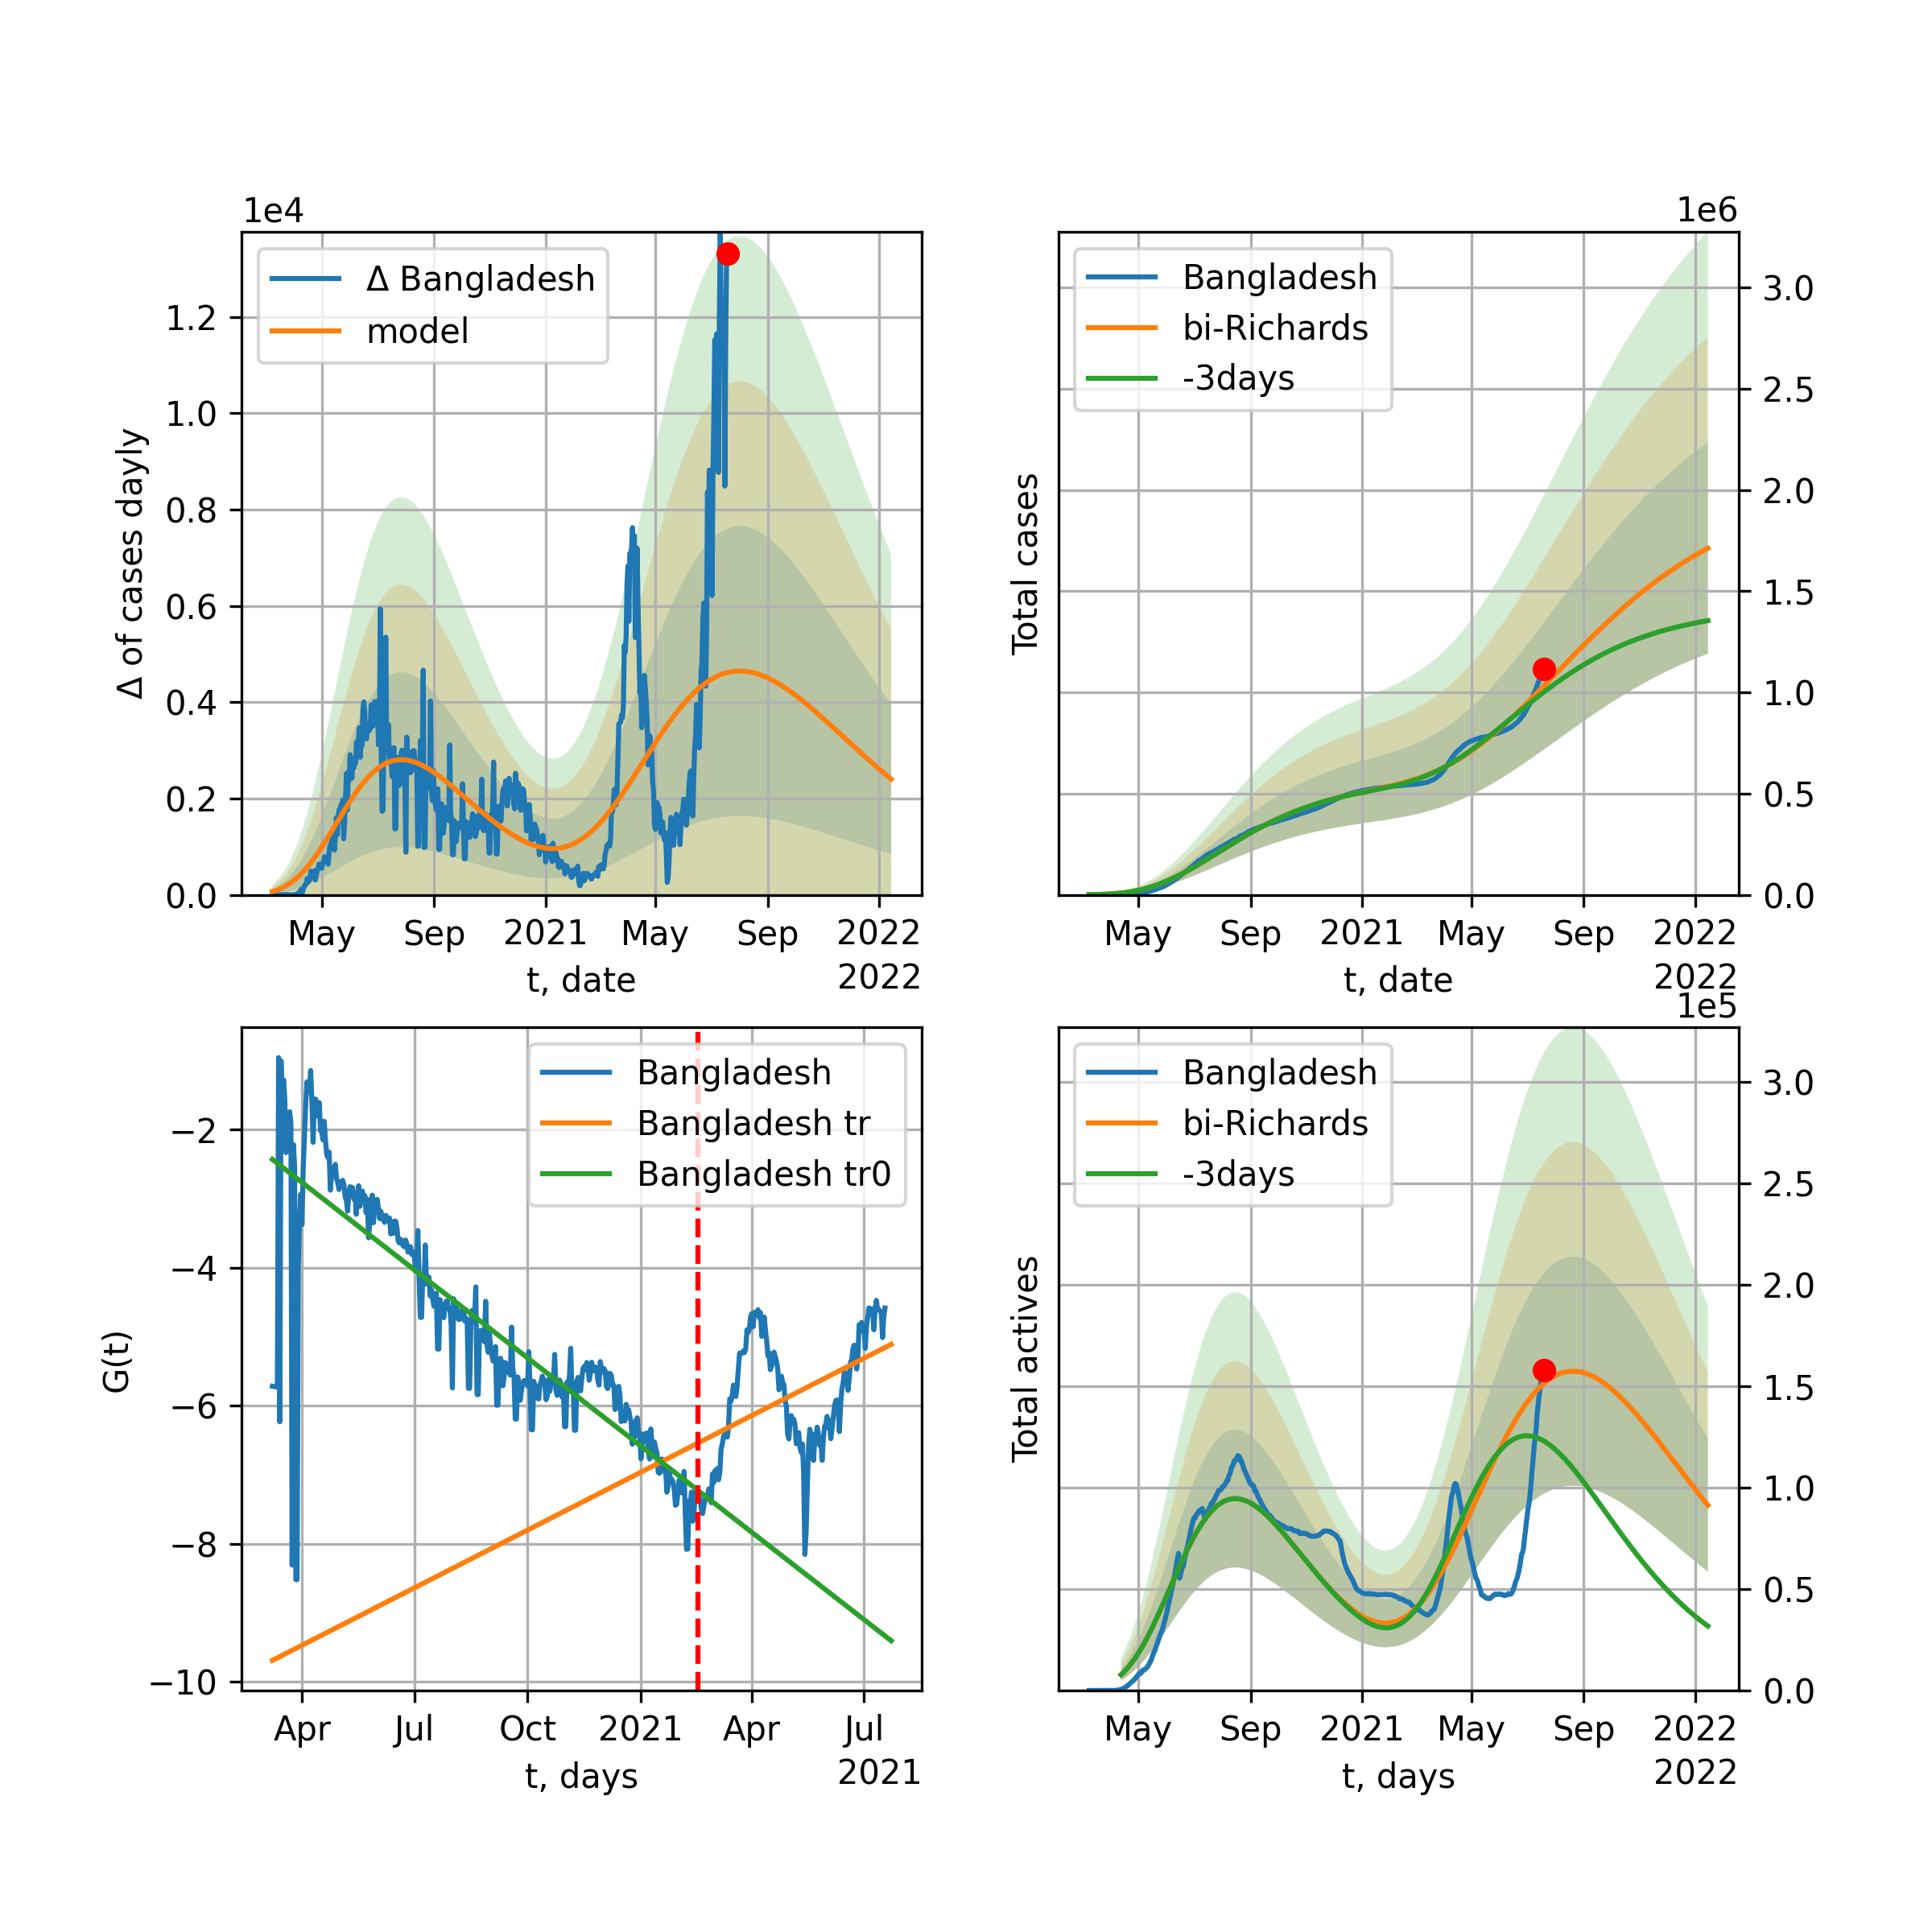 1e4
Δ of cases dayly
1.2
1.0
0.8
0.6
0.4
0.2
0.0
Δ Bangladesh
model
May Sep 2021 May Sep 2022
t, date
2022
1e6
Total cases
Bangladesh
bi-Richards
-3days
3.0
2.5
2.0
1.5
1.0
0.5
0.0
May Sep 2021 May Sep 2022
t, date
2022
G(t)
−2
−4
−6
−8
−10
Bangladesh
Bangladesh tr
Bangladesh tr0
Apr Jul Oct 2021 Apr Jul
t, days
2021
1e5
Total actives
Bangladesh
bi-Richards
-3days
3.0
2.5
2.0
1.5
1.0
0.5
0.0
May Sep 2021 May Sep 2022
t, days
2022